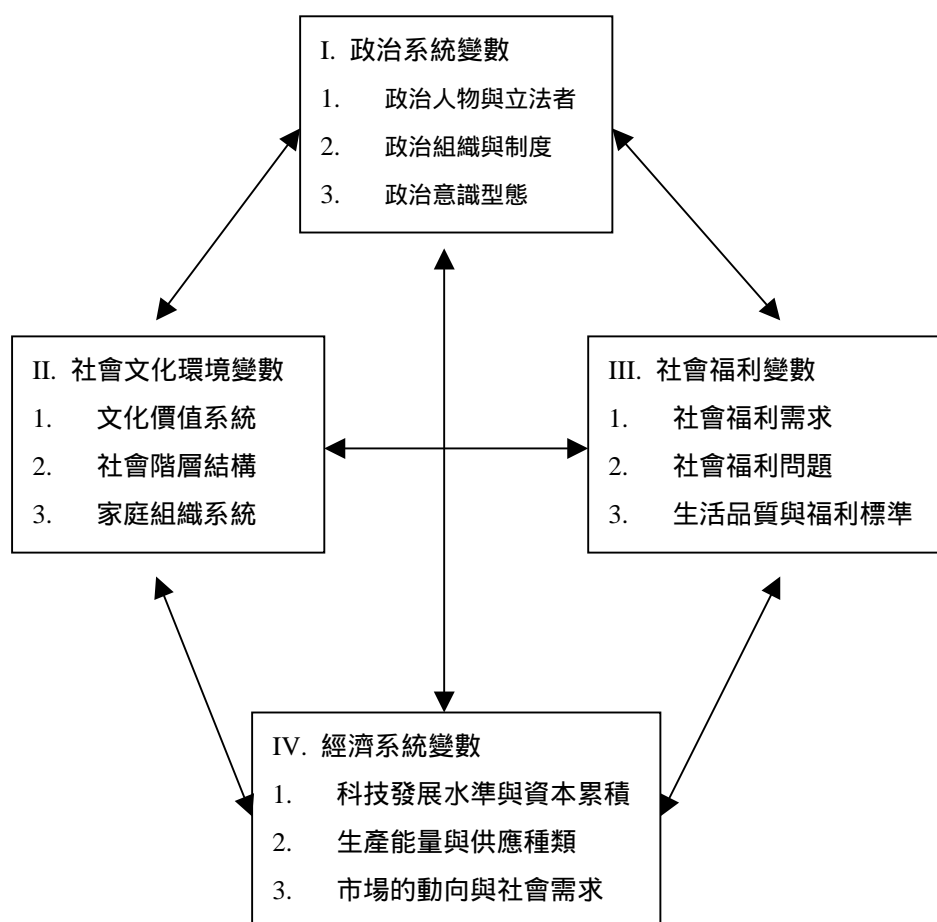 I. 政治系統變數
1. 政治人物與立法者
2. 政治組織與制度
3. 政治意識型態
II. 社會文化環境變數
1. 文化價值系統
2. 社會階層結構
3. 家庭組織系統
III. 社會福利變數
1. 社會福利需求
2. 社會福利問題
3. 生活品質與福利標準
IV. 經濟系統變數
1. 科技發展水準與資本累積
2. 生產能量與供應種類
3. 市場的動向與社會需求